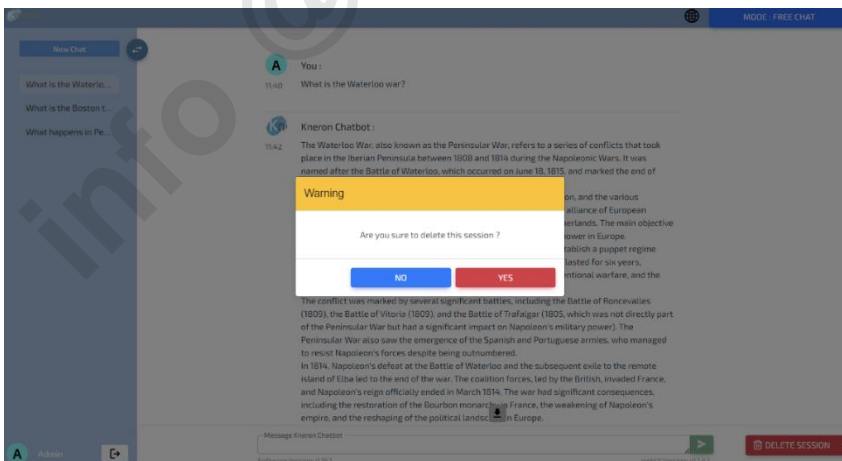 MODE : FREE CHAT
New Chat
What is the Waterlo...
What is the Boston t...
What happens in Pe...
A
You :
11:40
What is the Waterloo war?
Kn
Kneron Chatbot :
11:42
The Waterloo War, also known as the Peninsular War, refers to a series of conflicts that took
place in the Iberian Peninsula between 1808 and 1814 during the Napoleonic Wars. It was
named after the Battle of Waterloo, which occurred on June 18, 1815, and marked the end of
on, and the various
alliance of European
erlands. The main objective
ower in Europe.
tablish a puppet regime
lasted for six years,
entional warfare, and the
Warning
Are you sure to delete this session ?
NO
YES
The conflict was marked by several significant battles, including the Battle of Roncevalles
(1809), the Battle of Vitoria (1809), and the Battle of Trafalgar (1805, which was not directly part
of the Peninsular War but had a significant impact on Napoleon's military power). The
Peninsular War also saw the emergence of the Spanish and Portuguese armies, who managed
to resist Napoleon's forces despite being outnumbered.
In 1814, Napoleon's defeat at the Battle of Waterloo and the subsequent exile to the remote
island of Elba led to the end of the war. The coalition forces, led by the British, invaded France,
and Napoleon's reign officially ended in March 1814. The war had significant consequences,
including the restoration of the Bourbon monarchy in France, the weakening of Napoleon's
empire, and the reshaping of the political landsc n Europe.
Message Kneron Chatbot
A
Admin
DELETE SESSION
info @